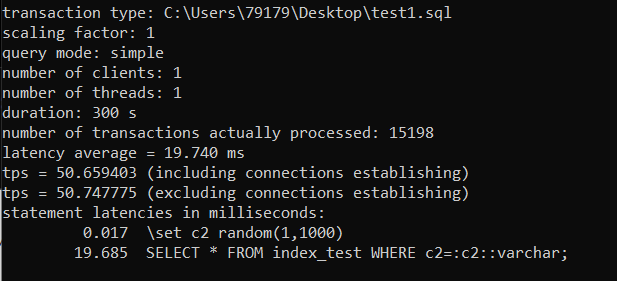 transaction type: C:\Users\79179\Desktop\test1.sql
scaling factor: 1
query mode: simple
number of clients: 1
number of threads: 1
duration: 300 s
number of transactions actually processed: 15198
latency average = 19.740 ms
tps = 50.659403 (including connections establishing)
tps = 50.747775 (excluding connections establishing)
statement latencies in milliseconds:
        0.017  \set c2 random(1,1000)
       19.685  SELECT * FROM index_test WHERE c2=:c2::varchar;